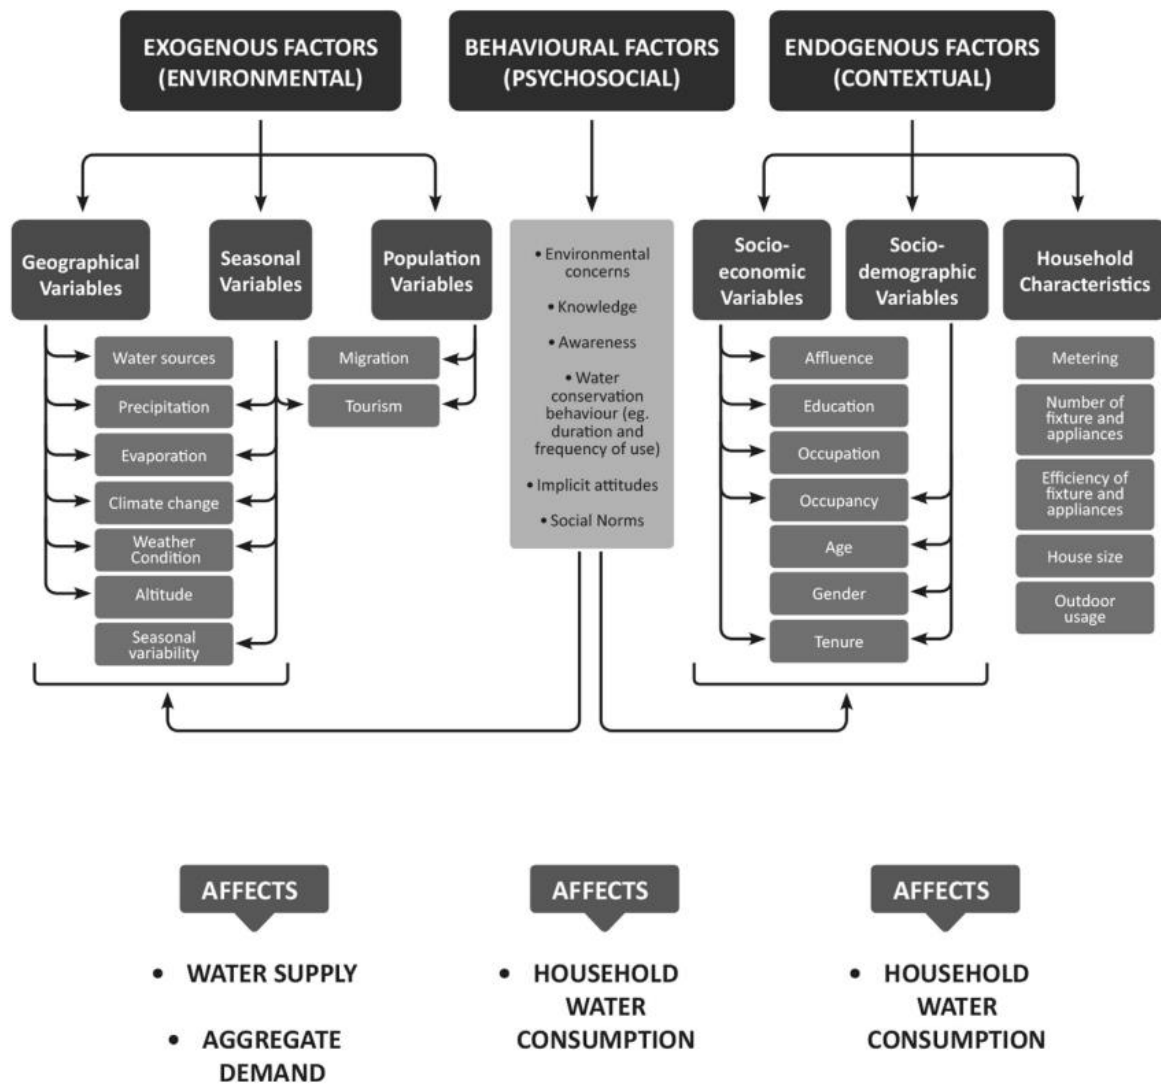 EXOGENOUS FACTORS
(ENVIRONMENTAL)
BEHAVIOURAL FACTORS
(PSYCHOSOCIAL)
ENDOGENOUS FACTORS
(CONTEXTUAL)
Geographical
Variables
Seasonal
Variables
Population
Variables
• Environmental
concerns
• Knowledge
• Awareness
• Water
conservation
behaviour (eg.
duration and
frequency of use)
• Implicit attitudes
• Social Norms
Socio-
economic
Variables
Socio-
demographic
Variables
Household
Characteristics
Water sources
Precipitation
Evaporation
Climate change
Weather
Condition
Altitude
Seasonal
variability
Migration
Tourism
Affluence
Education
Occupation
Occupancy
Age
Gender
Tenure
Metering
Number of
fixture and
appliances
Efficiency of
fixture and
appliances
House size
Outdoor
usage
AFFECTS
• WATER SUPPLY
• AGGREGATE
DEMAND
AFFECTS
• HOUSEHOLD
WATER
CONSUMPTION
AFFECTS
• HOUSEHOLD
WATER
CONSUMPTION